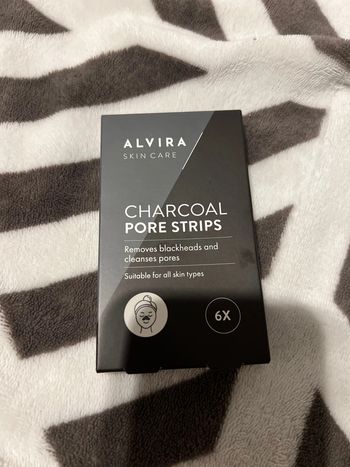 ALVIRA
SKIN CARE
CHARCOAL
PORE STRIPS
Removes blackheads and
cleanses pores
Suitable for all skin types
6X